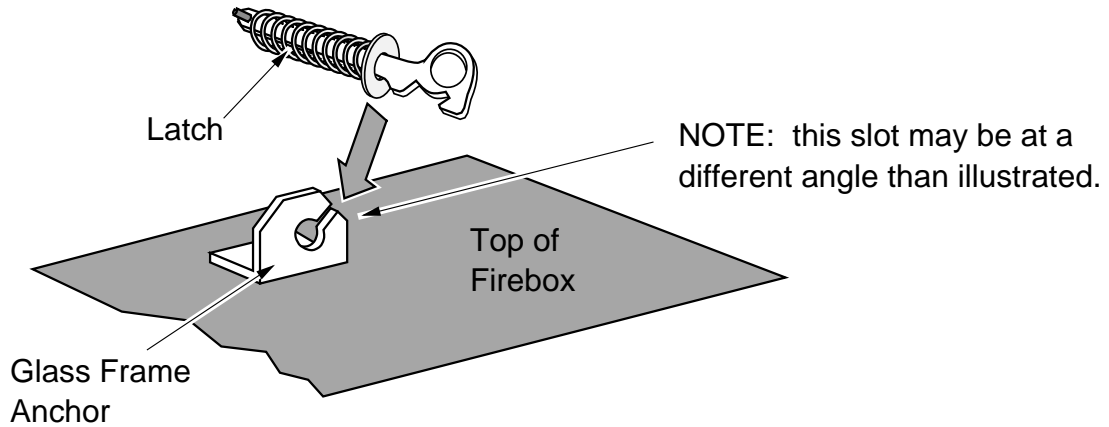 Latch
NOTE:  this slot may be at a
different angle than illustrated.
Top of
Firebox
Glass Frame
Anchor